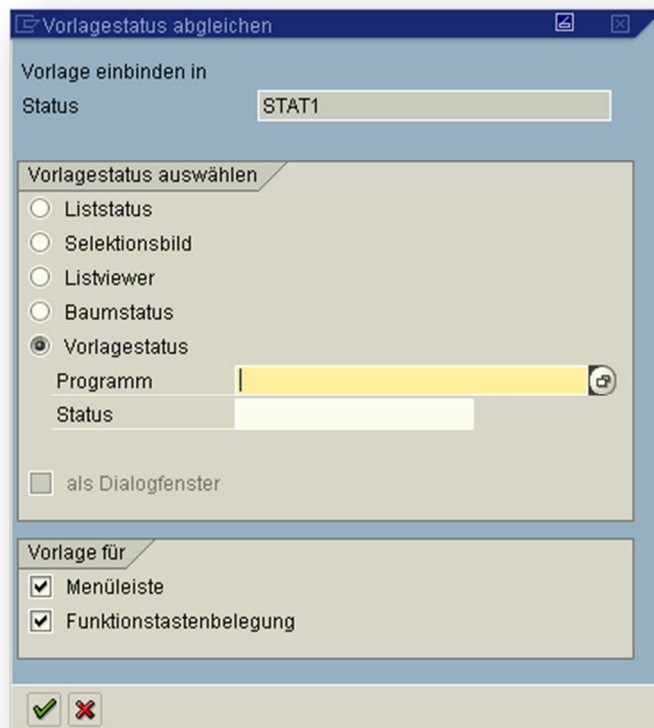 Vorlagestatus abgleichen
Vorlage einbinden in
Status STAT1
Vorlagestatus auswählen
Liststatus
Selektionsbild
Listviewer
Baumstatus
Vorlagestatus
Programm
Status
als Dialogfenster
Vorlage für
Menüleiste
Funktionstastenbelegung